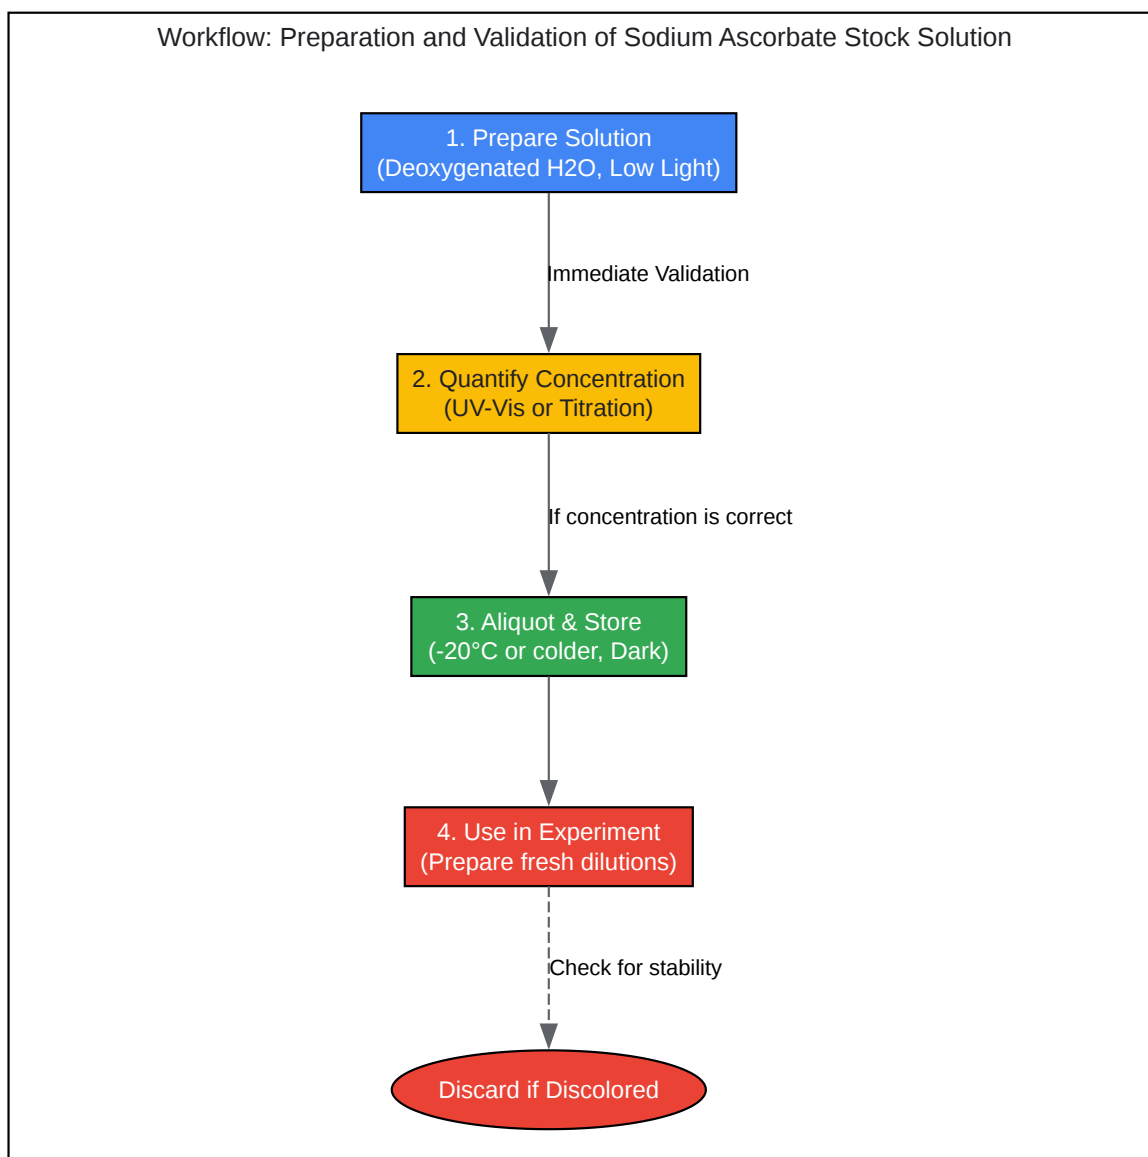 Workflow: Preparation and Validation of Sodium Ascorbate Stock Solution
1. Prepare Solution
(Deoxygenated H2O, Low Light)
Immediate Validation
2. Quantify Concentration
(UV-Vis or Titration)
If concentration is correct
3. Aliquot & Store
(-20°C or colder, Dark)
4. Use in Experiment
(Prepare fresh dilutions)
Check for stability
Discard if Discolored